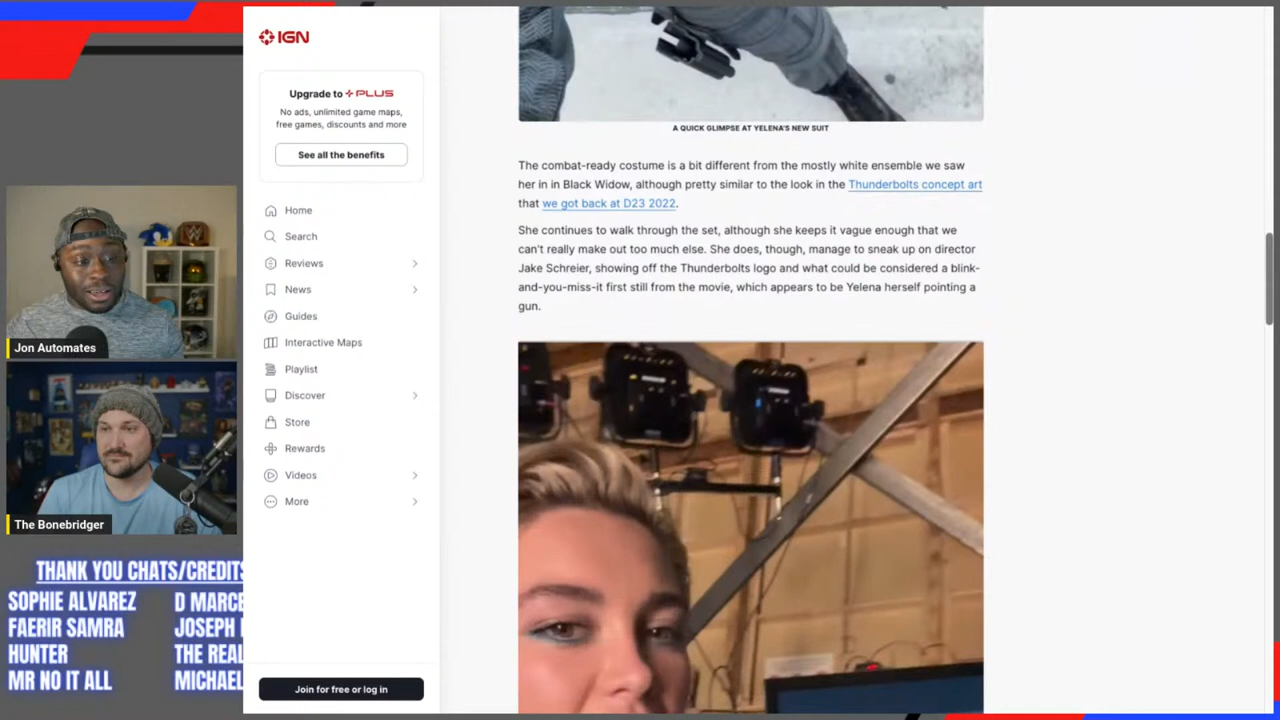 IGN
Upgrade to PLUS
No ads, unlimited game maps,
free games, discounts and more
See all the benefits
Home
Search
Reviews
News
Guides
Interactive Maps
Playlist
Discover
Store
Rewards
Videos
More
Join for free or log in
A QUICK GLIMPSE AT YELENA'S NEW SUIT
The combat-ready costume is a bit different from the mostly white ensemble we saw
her in in Black Widow, although pretty similar to the look in the Thunderbolts concept art
that we got back at D23 2022.
She continues to walk through the set, although she keeps it vague enough that we
can't really make out too much else. She does, though, manage to sneak up on director
Jake Schreier, showing off the Thunderbolts logo and what could be considered a blink-
and-you-miss-it first still from the movie, which appears to be Yelena herself pointing a
gun.
Jon Automates
The Bonebridger
THANK YOU CHATS/CREDITS
SOPHIE ALVAREZ
FAERIR SAMRA
HUNTER
MR NO IT ALL
D MARCE
JOSEPH
THE REAL
MICHAEL